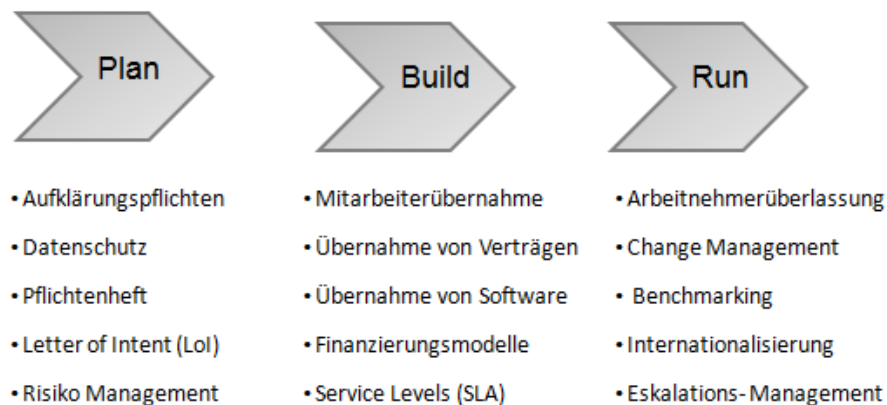 Plan
Build
Run
• Aufklärungspflichten
• Datenschutz
• Pflichtenheft
• Letter of Intent (LoI)
• Risiko Management
• Mitarbeiterübernahme
• Übernahme von Verträgen
• Übernahme von Software
• Finanzierungsmodelle
• Service Levels (SLA)
• Arbeitnehmerüberlassung
• Change Management
• Benchmarking
• Internationalisierung
• Eskalations- Management